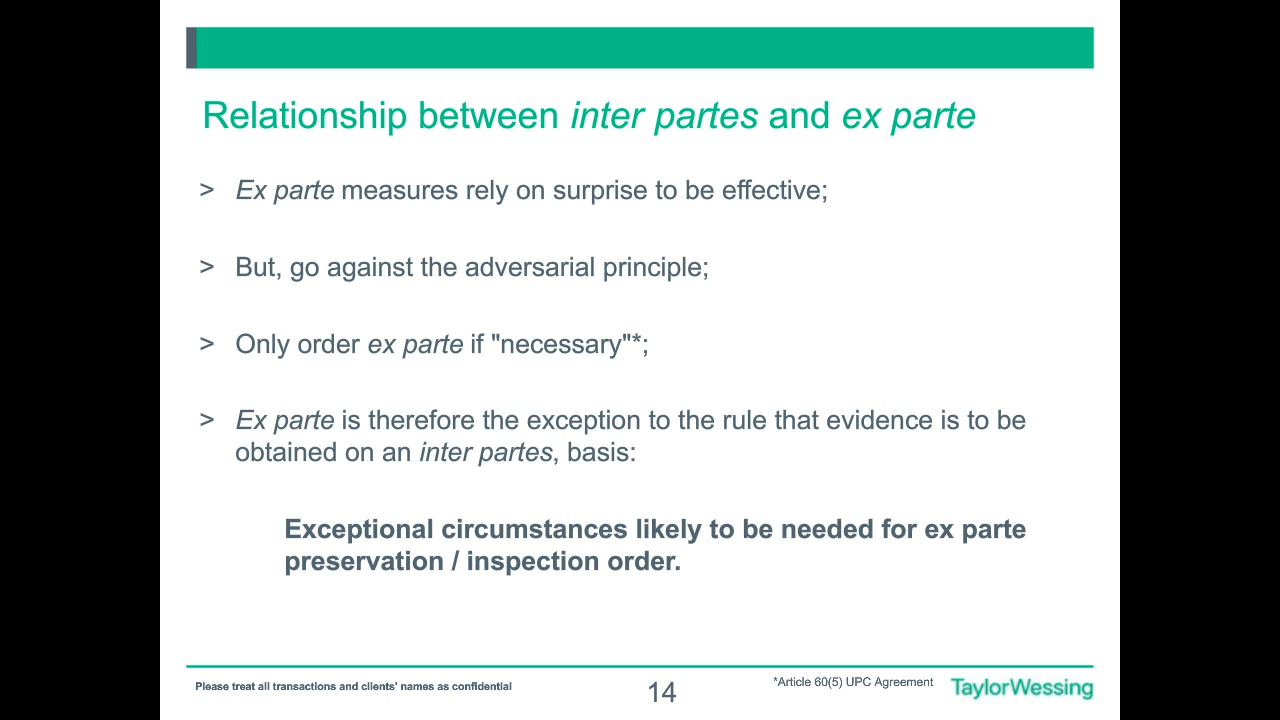 Relationship between inter partes and ex parte
> Ex parte measures rely on surprise to be effective;
> But, go against the adversarial principle;
> Only order ex parte if "necessary"*;
> Ex parte is therefore the exception to the rule that evidence is to be
obtained on an inter partes, basis:
Exceptional circumstances likely to be needed for ex parte
preservation / inspection order.
Please treat all transactions and clients' names as confidential
14
*Article 60(5) UPC Agreement
TaylorWessing